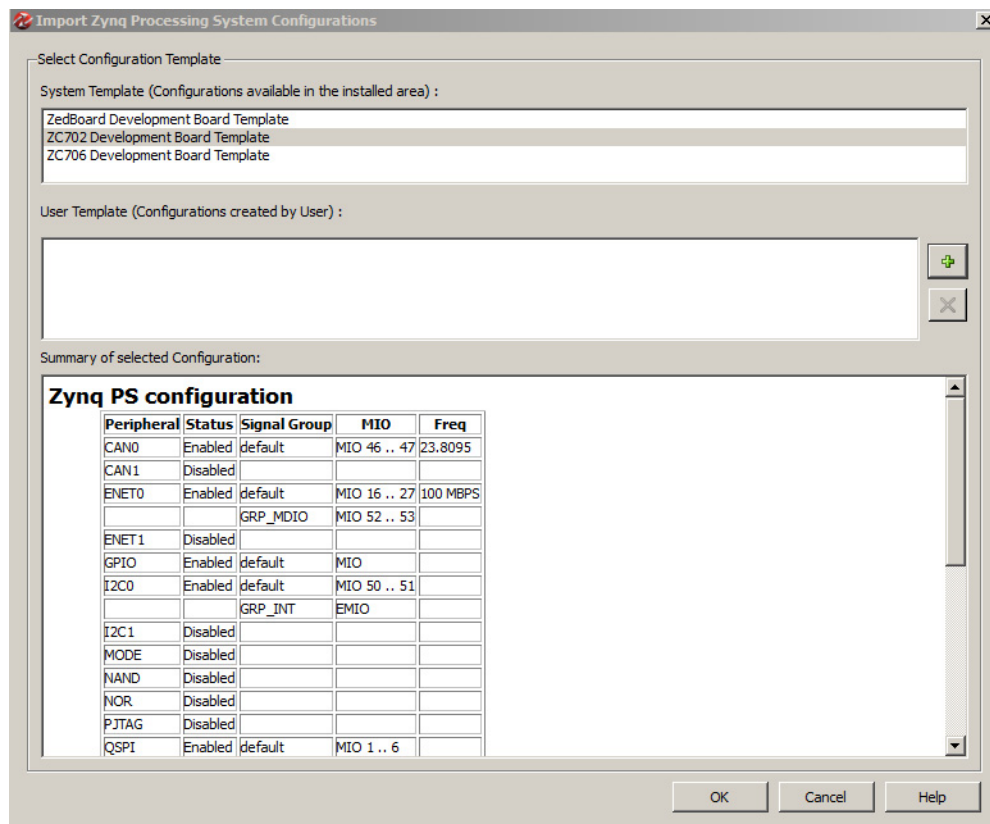 Import Zynq Processing System Configurations
Select Configuration Template
System Template (Configurations available in the installed area) :
ZedBoard Development Board Template
ZC702 Development Board Template
ZC706 Development Board Template
User Template (Configurations created by User) :
Summary of selected Configuration:
Zynq PS configuration
Peripheral Status Signal Group MIO Freq
CAN0 Enabled default MIO 46 .. 47 23.8095
CAN1 Disabled
ENET0 Enabled default MIO 16 .. 27 100 MBPS
GRP_MDIO MIO 52 .. 53
ENET1 Disabled
GPIO Enabled default MIO
I2C0 Enabled default MIO 50 .. 51
GRP_INT EMIO
I2C1 Disabled
MODE Disabled
NAND Disabled
NOR Disabled
PJTAG Disabled
QSPI Enabled default MIO 1 .. 6
OK Cancel Help